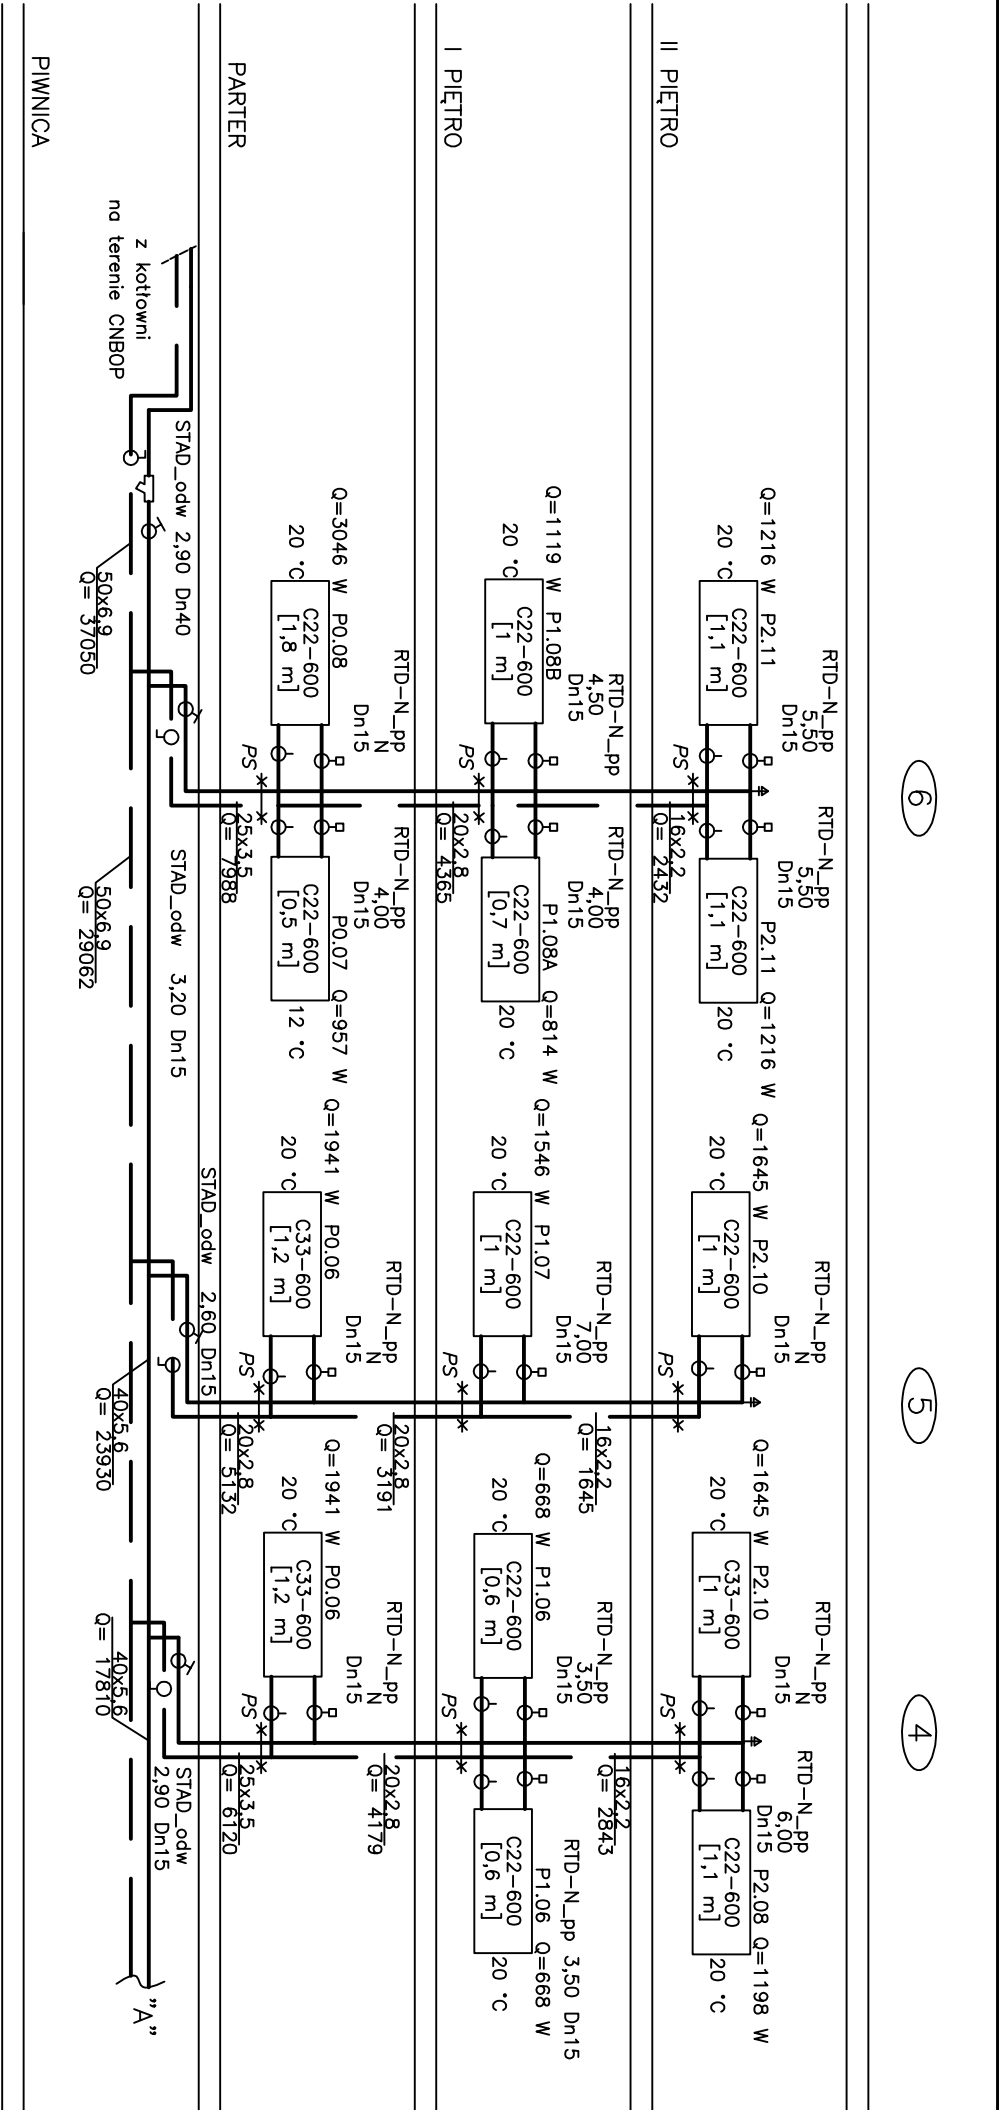 6
5
4
II PIĘTRO
Q=1216 W P2.11
20 °C
C22-600
[1,1 m]
RTD-N_pp
5,50
Dn15
PS
RTD-N_pp
5,50
Dn15
16x2,2
Q= 2432
C22-600
[1,1 m]
P2.11 Q=1216 W
20 °C
Q=1645 W P2.10
20 °C
C22-600
[1 m]
RTD-N_pp
N
Dn15
PS
16x2,2
Q= 1645
Q=1645 W P2.10
20 °C
C33-600
[1 m]
RTD-N_pp
N
Dn15
PS
RTD-N_pp
6,00
Dn15
16x2,2
Q= 2843
C22-600
[1,1 m]
P2.08 Q=1198 W
20 °C
I PIĘTRO
Q=1119 W P1.08B
20 °C
C22-600
[1 m]
RTD-N_pp
4,50
Dn15
PS
RTD-N_pp
4,00
Dn15
20x2,8
Q= 4365
C22-600
[0,7 m]
P1.08A Q=814 W
20 °C
Q=1546 W P1.07
20 °C
C22-600
[1 m]
RTD-N_pp
7,00
Dn15
PS
20x2,8
Q= 3191
Q=668 W P1.06
20 °C
C22-600
[0,6 m]
RTD-N_pp
3,50
Dn15
PS
20x2,8
Q= 4179
RTD-N_pp 3,50 Dn15
C22-600
[0,6 m]
P1.06 Q=668 W
20 °C
PARTER
Q=3046 W P0.08
20 °C
C22-600
[1,8 m]
RTD-N_pp
N
Dn15
PS
RTD-N_pp
4,00
Dn15
25x3,5
Q= 7988
C22-600
[0,5 m]
P0.07 Q=957 W
12 °C
Q=1941 W P0.06
20 °C
C33-600
[1,2 m]
RTD-N_pp
N
Dn15
PS
20x2,8
Q= 5132
Q=1941 W P0.06
20 °C
C33-600
[1,2 m]
RTD-N_pp
N
Dn15
PS
25x3,5
Q= 6120
PIWNICA
z kotłowni
na terenie CNBOP
STAD_odw 2,90 Dn40
50x6,9
Q= 37050
STAD_odw 3,20 Dn15
50x6,9
Q= 29062
STAD_odw 2,60 Dn15
40x5,6
Q= 23930
40x5,6
Q= 17810
STAD_odw
2,90 Dn15
"A"